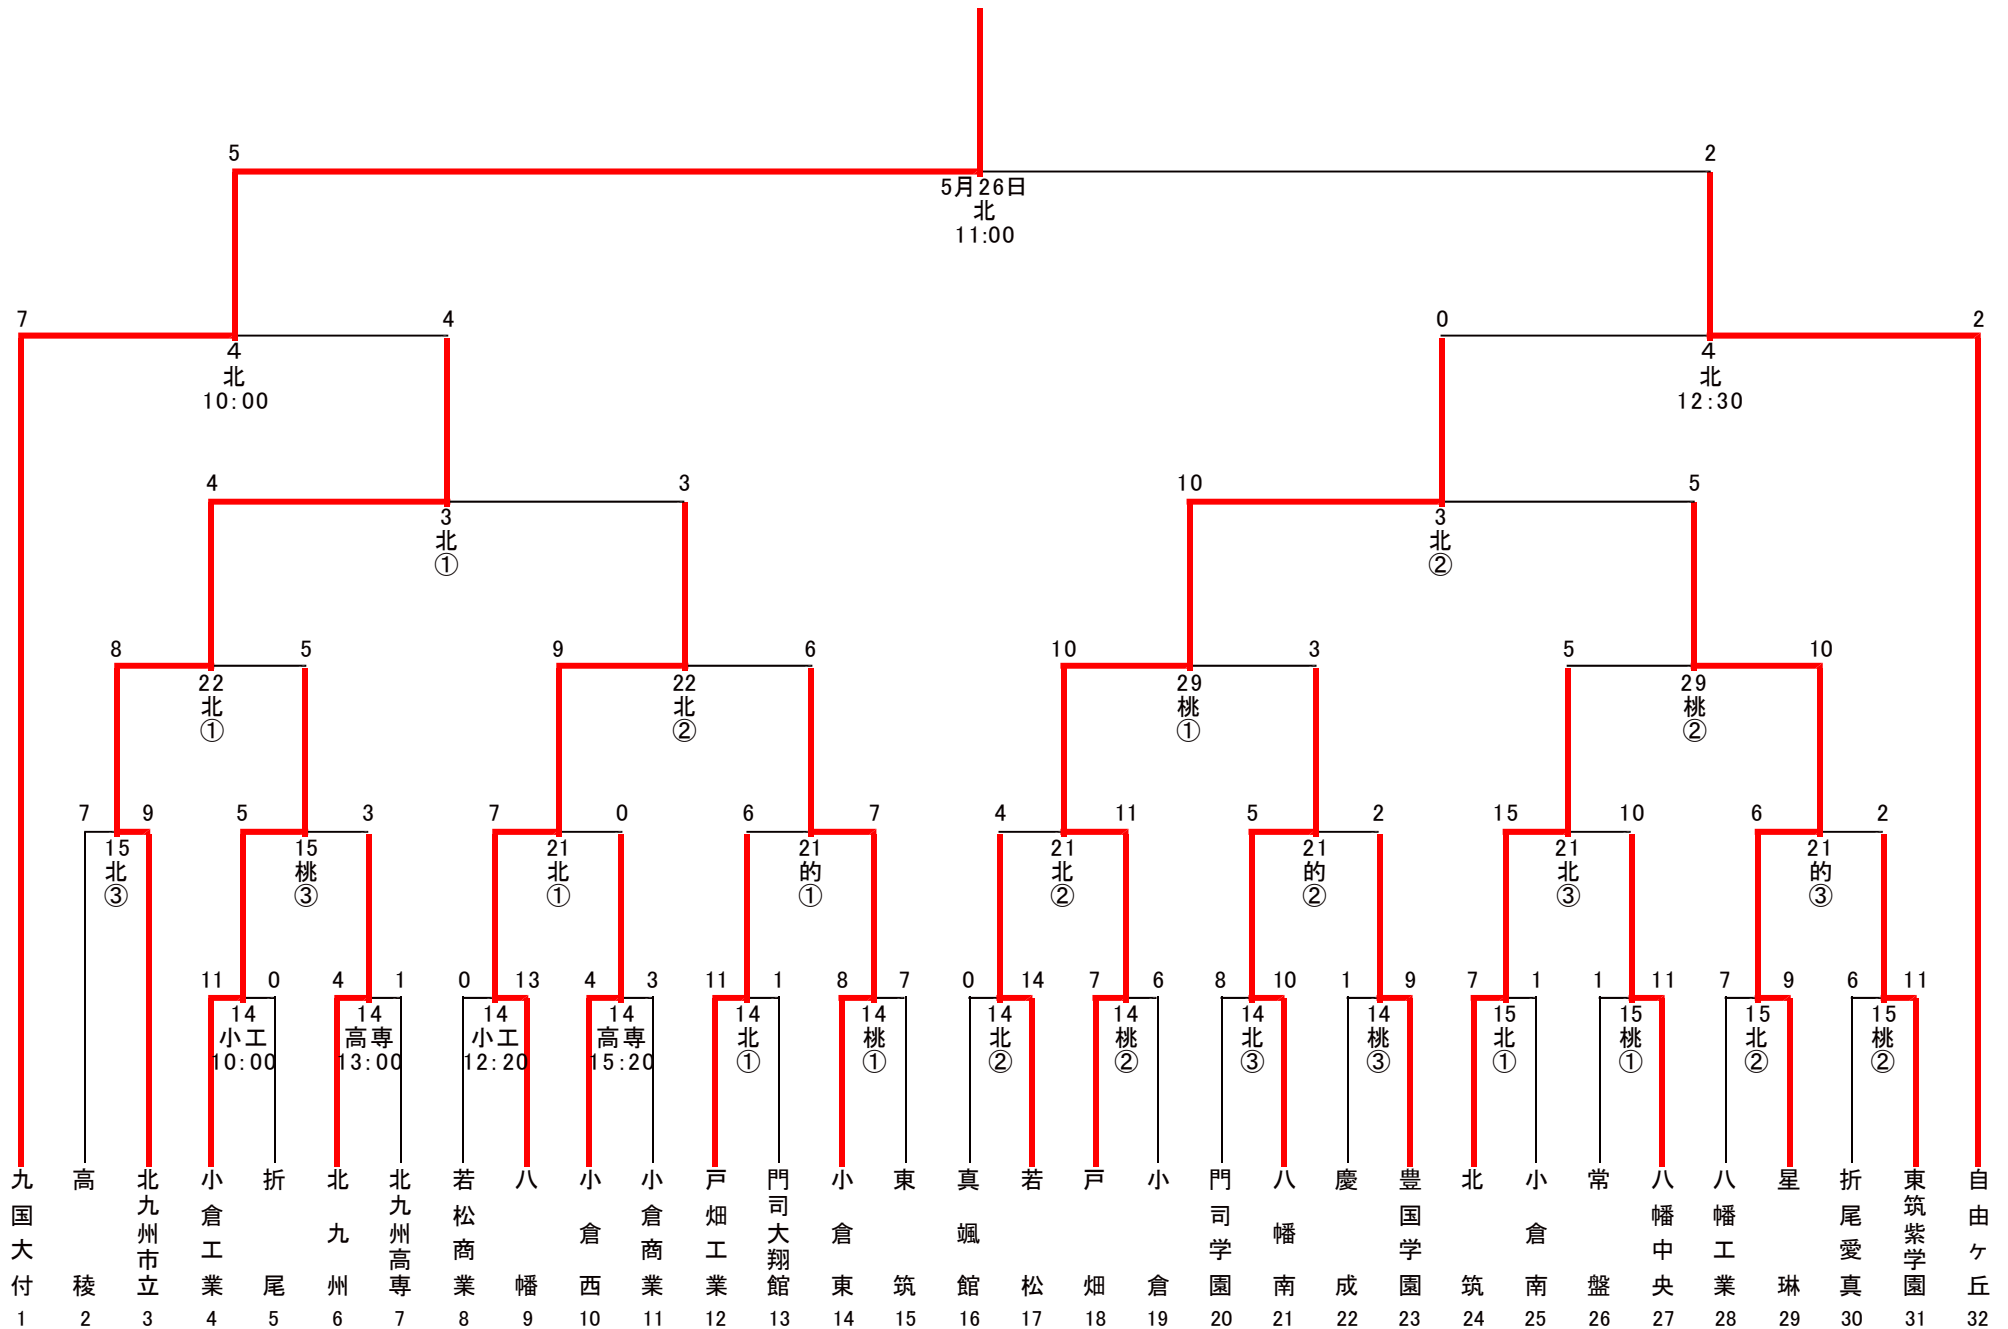 5 2
5月26日
北
11:00
7 4 0 2
4 4
北 北
10:00 12:30
4 3 10 5
3 3
北 北
① ②
8 5 9 6 10 3 5 10
22 22 29 29
北 北 桃 桃
① ② ① ②
7 9 5 3 7 0 6 7 4 11 5 2 15 10 6 2
15 15 21 21 21 21 21 21
北 桃 北 的 北 的 北 的
③ ③ ① ① ② ② ③ ③
11 0 4 1 0 13 4 3 11 1 8 7 0 14 7 6 8 10 1 9 7 1 1 11 7 9 6 11
14 14 14 14 14 14 14 14 14 14 15 15 15 15
小工 高専 小工 高専 北 桃 北 桃 北 桃 北 桃 北 桃
10:00 13:00 12:20 15:20 ① ① ② ② ③ ③ ① ① ② ②
九国大付
高稜
北九州市立
小倉工業
折尾
北九州
北九州高専
若松商業
八幡
小倉西
小倉商業
戸畑工業
門司大翔館
小倉東
東筑
真颯館
若松
戸畑
小倉
門司学園
八幡南
慶成
豊国学園
北筑
小倉南
常盤
八幡中央
八幡工業
星琳
折尾愛真
東筑紫学園
自由ヶ丘
1 2 3 4 5 6 7 8 9 10 11 12 13 14 15 16 17 18 19 20 21 22 23 24 25 26 27 28 29 30 31 32